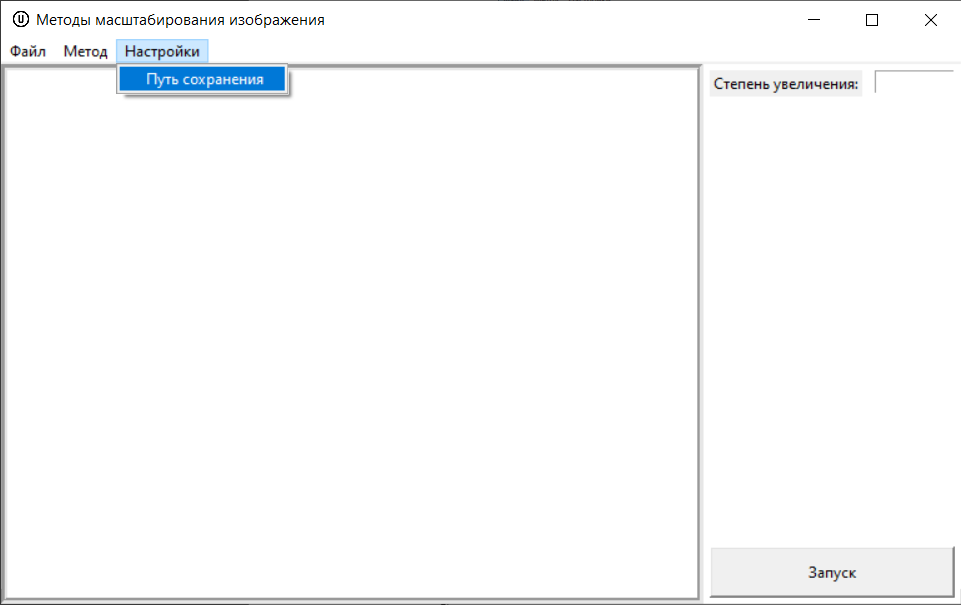 Методы масштабирования изображения
Файл Метод Настройки
Путь сохранения
Степень увеличения:
Запуск